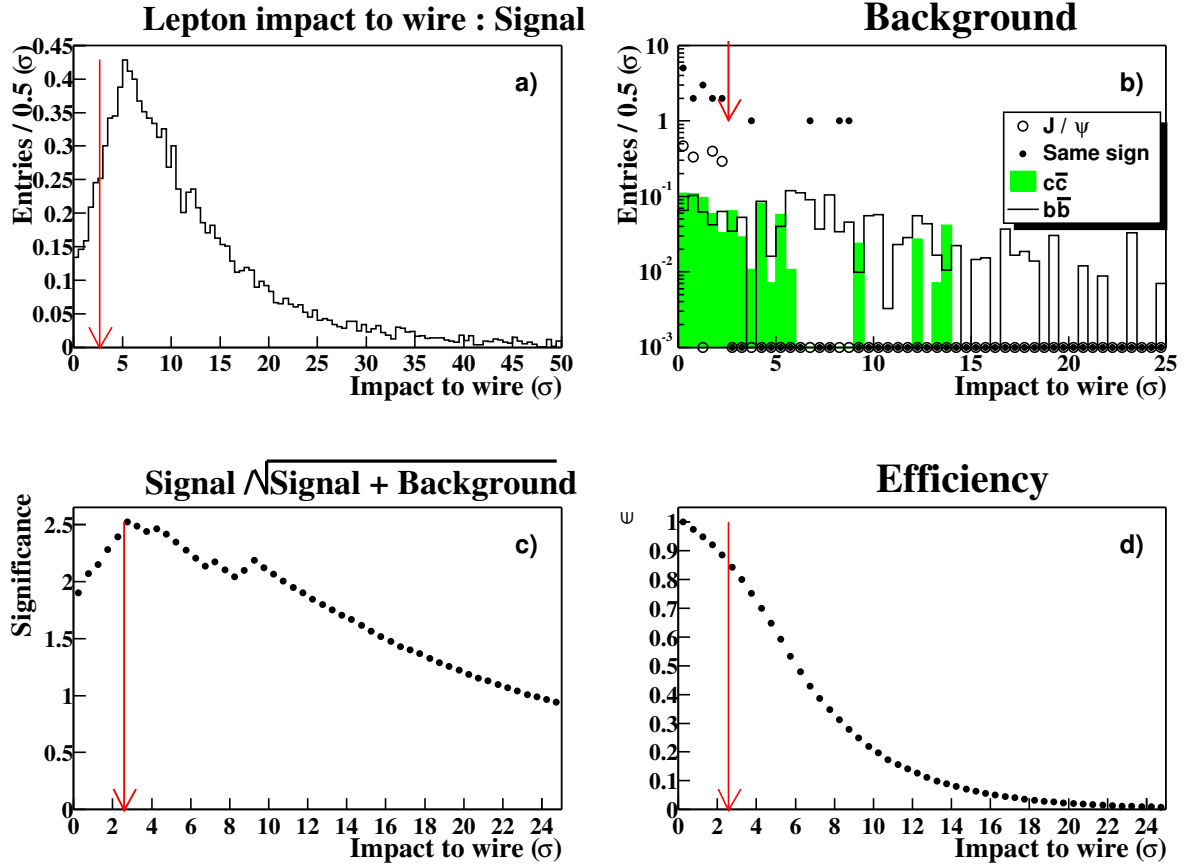 Lepton impact to wire : Signal
Entries / 0.5 (σ)
0.45
0.4
0.35
0.3
0.25
0.2
0.15
0.1
0.05
0
a)
0 5 10 15 20 25 30 35 40 45 50
Impact to wire (σ)
Background
Entries / 0.5 (σ)
10
1
10⁻¹
10⁻²
10⁻³
b)
J / ψ
Same sign
cc̄
bb̄
0 5 10 15 20 25
Impact to wire (σ)
Signal /√Signal + Background
Significance
2.5
2
1.5
1
0.5
0
c)
0 2 4 6 8 10 12 14 16 18 20 22 24
Impact to wire (σ)
Efficiency
∈
1
0.9
0.8
0.7
0.6
0.5
0.4
0.3
0.2
0.1
0
d)
0 2 4 6 8 10 12 14 16 18 20 22 24
Impact to wire (σ)